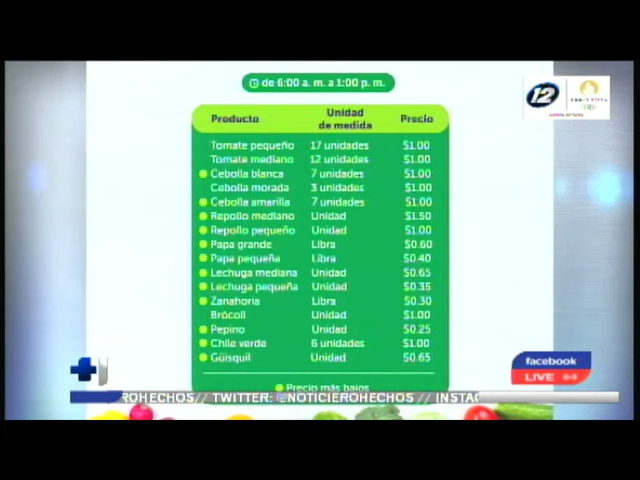 de 6:00 a. m. a 1:00 p. m.
12
Producto Unidad de medida Precio
Tomate pequeño 17 unidades $1.00
Tomate mediano 12 unidades $1.00
Cebolla blanca 7 unidades $1.00
Cebolla morada 3 unidades $1.00
Cebolla amarilla 7 unidades $1.00
Repollo mediano Unidad $1.50
Repollo pequeño Unidad $1.00
Papa grande Libra $0.60
Papa pequeña Libra $0.40
Lechuga mediana Unidad $0.65
Lechuga pequeña Unidad $0.35
Zanahoria Libra $0.30
Brócoli Unidad $1.00
Pepino Unidad $0.25
Chile verde 6 unidades $1.00
Güisquil Unidad $0.65
Precio más bajos
facebook
LIVE
ROHECHOS// TWITTER: @NOTICIEROHECHOS // INSTAG